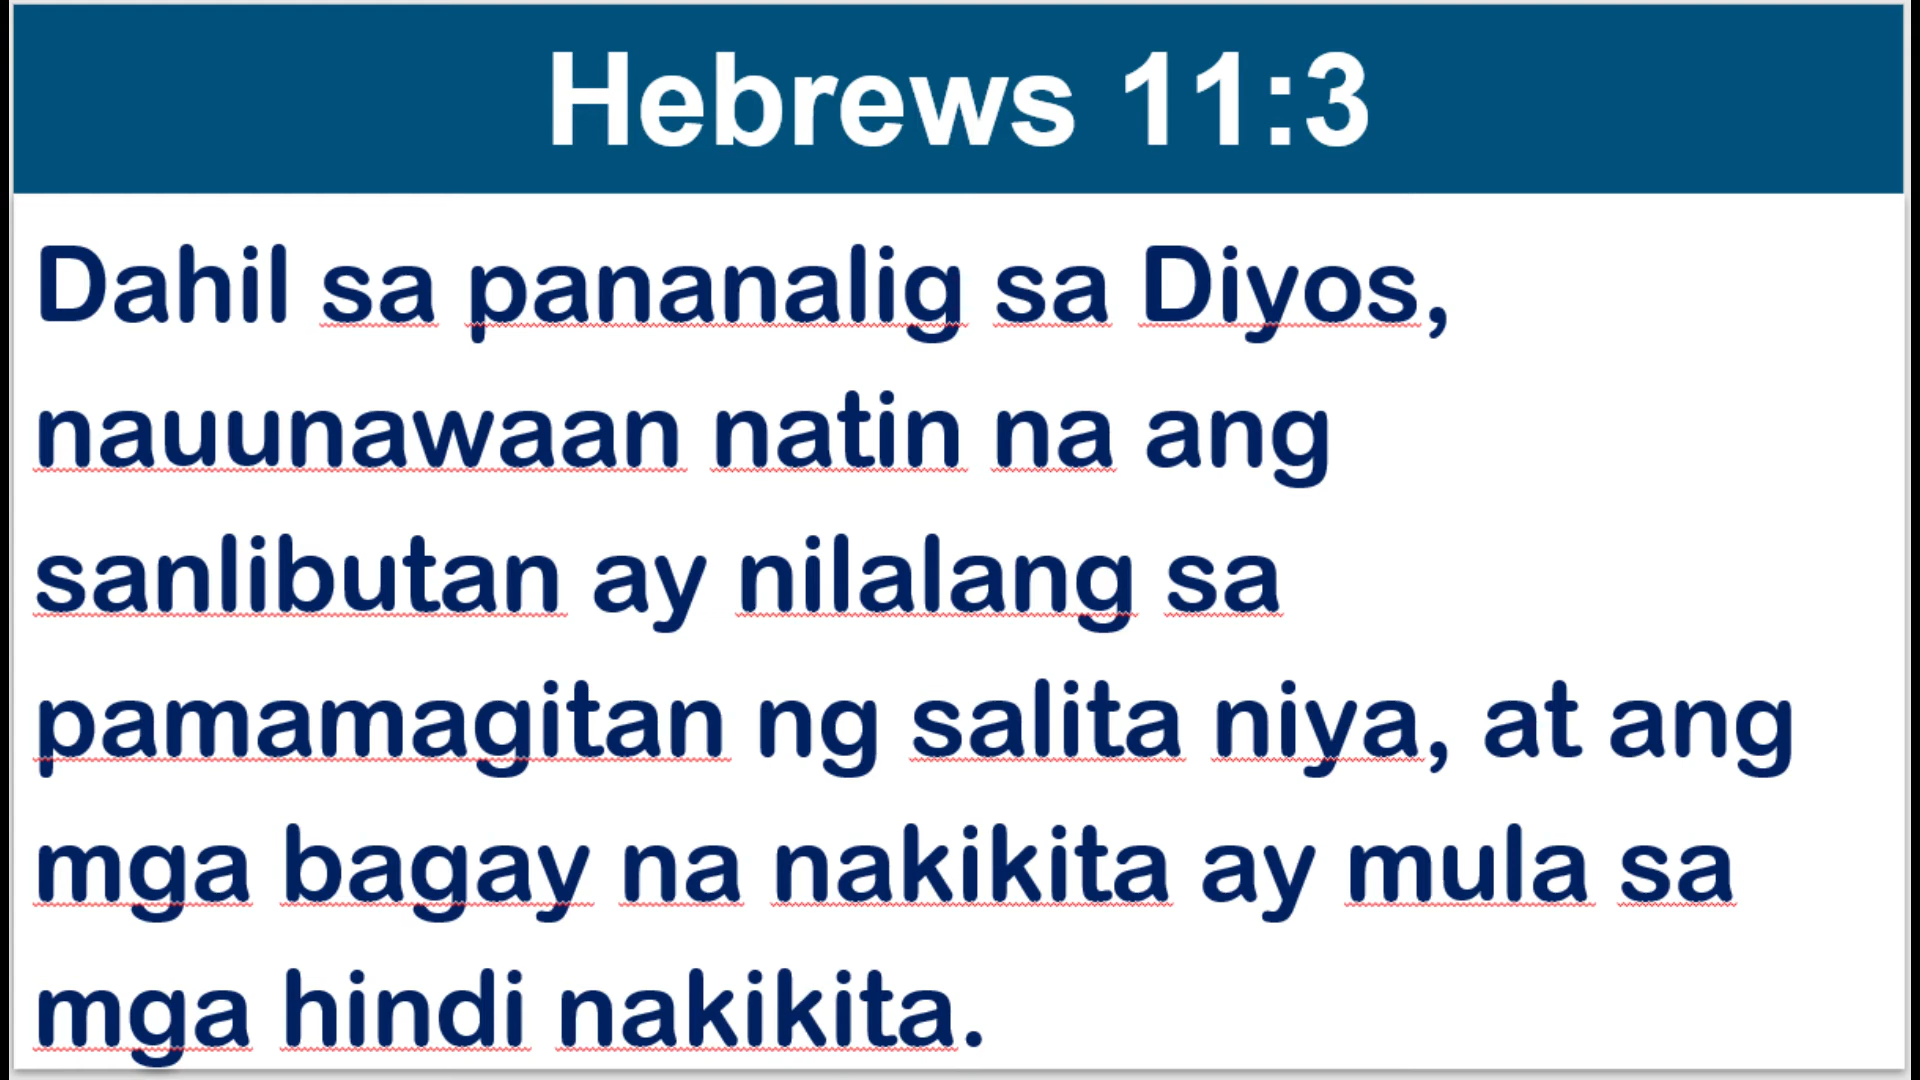 Hebrews 11:3
Dahil sa pananalig sa Diyos,
nauunawaan natin na ang
sanlibutan ay nilalang sa
pamamagitan ng salita niya, at ang
mga bagay na nakikita ay mula sa
mga hindi nakikita.